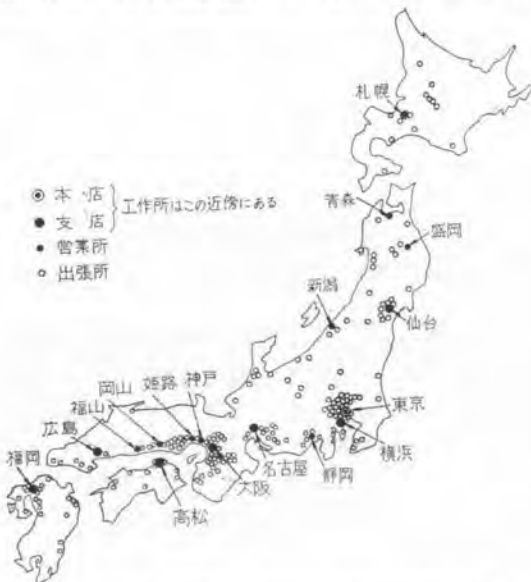 札幌
◉ 本店
● 支店
工作所はこの近傍にある
● 営業所
○ 出張所
青森
盛岡
新潟
仙台
岡山
姫路
神戸
福山
広島
福岡
東京
横浜
名古屋
静岡
大阪
高松